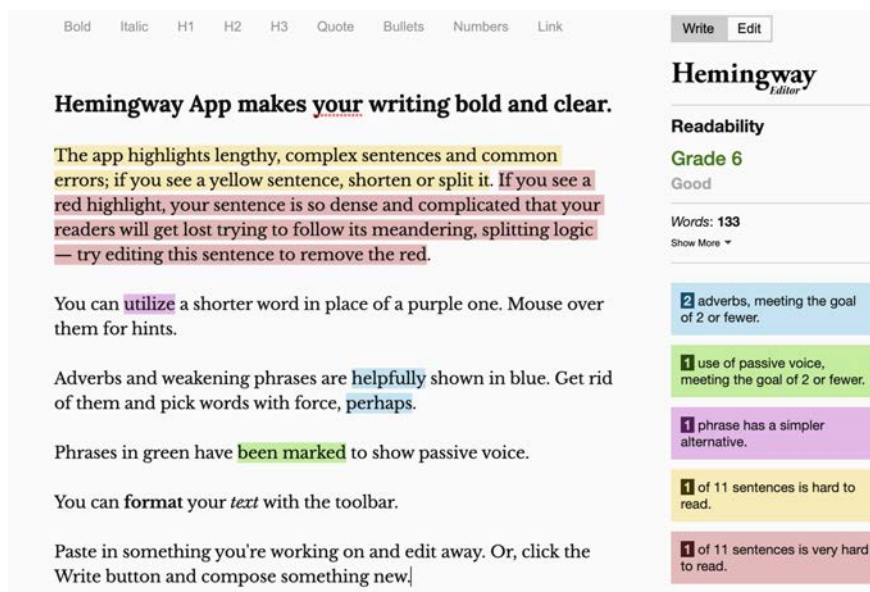 Bold Italic H1 H2 H3 Quote Bullets Numbers Link
Write Edit
Hemingway
Editor
Hemingway App makes your writing bold and clear.
The app highlights lengthy, complex sentences and common
errors; if you see a yellow sentence, shorten or split it. If you see a
red highlight, your sentence is so dense and complicated that your
readers will get lost trying to follow its meandering, splitting logic
— try editing this sentence to remove the red.
You can utilize a shorter word in place of a purple one. Mouse over
them for hints.
Adverbs and weakening phrases are helpfully shown in blue. Get rid
of them and pick words with force, perhaps.
Phrases in green have been marked to show passive voice.
You can format your text with the toolbar.
Paste in something you're working on and edit away. Or, click the
Write button and compose something new.
Readability
Grade 6
Good
Words: 133
Show More
2 adverbs, meeting the goal
of 2 or fewer.
1 use of passive voice,
meeting the goal of 2 or fewer.
1 phrase has a simpler
alternative.
1 of 11 sentences is hard to
read.
1 of 11 sentences is very hard
to read.